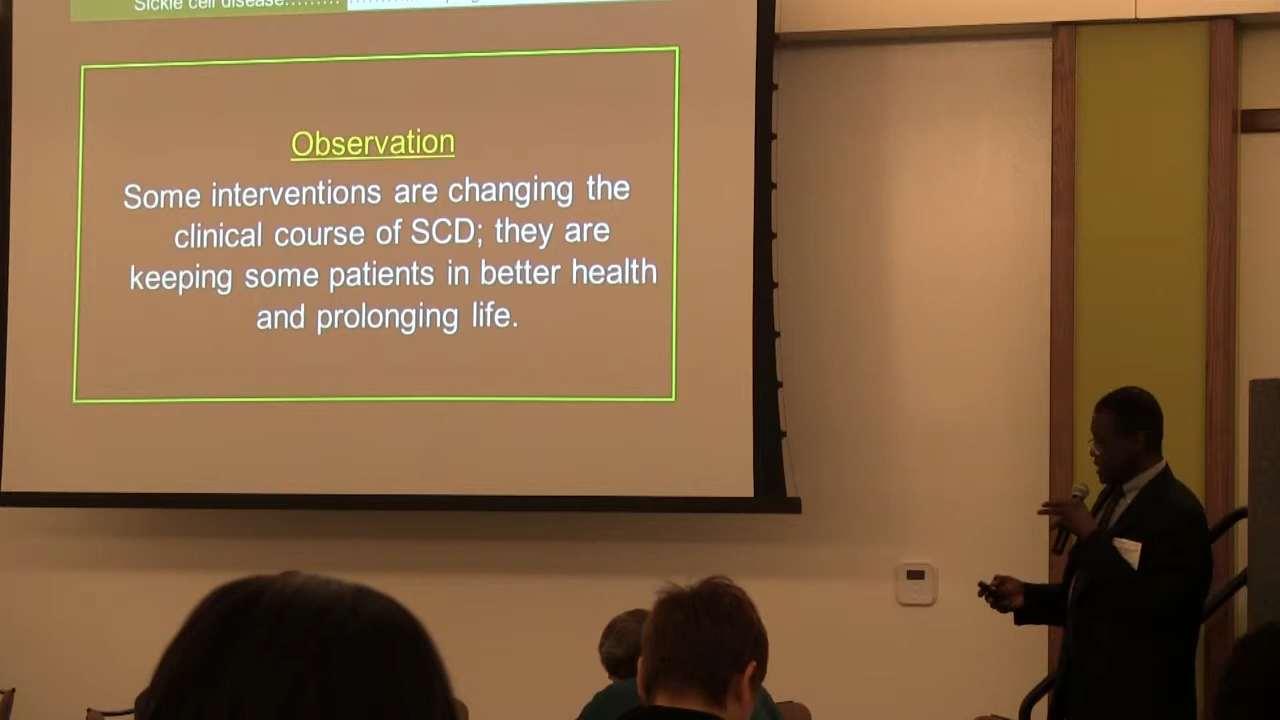 Sickle cell disease.........
Observation
Some interventions are changing the
clinical course of SCD; they are
keeping some patients in better health
and prolonging life.